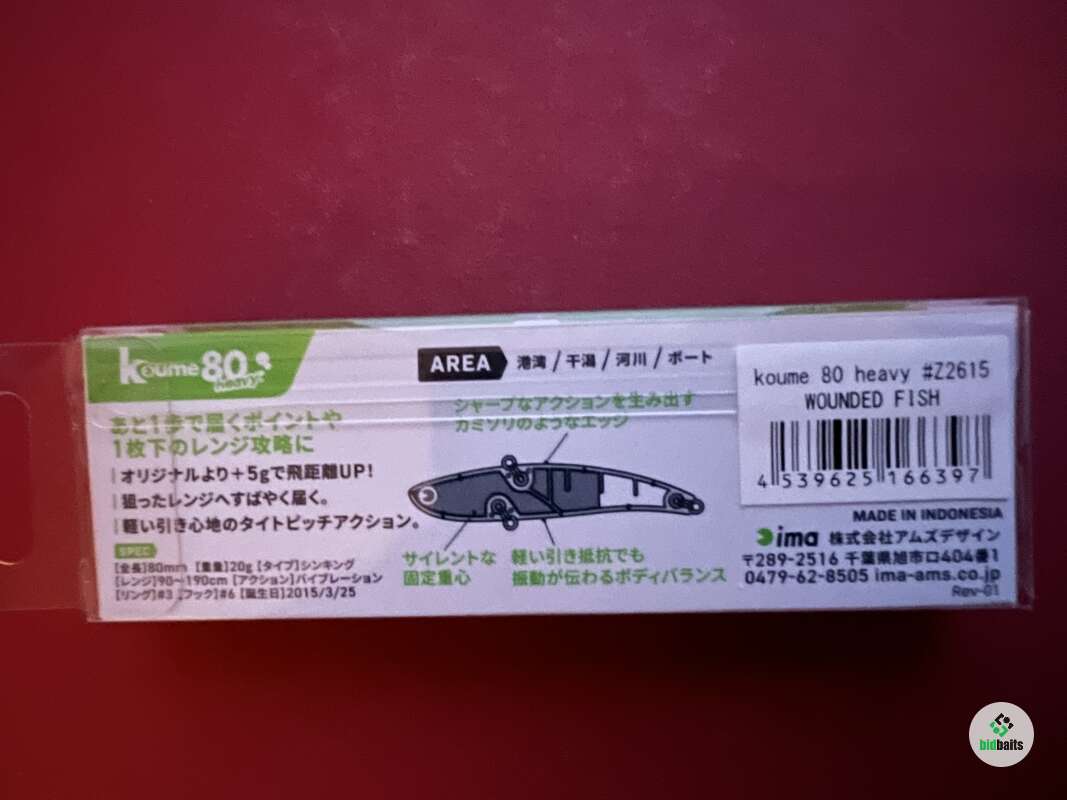 koume 80 heavy
あと1歩で届くポイントや
1枚下のレンジ攻略に
オリジナルより+5gで飛距離UP!
狙ったレンジへすばやく届く。
軽い引き心地のタイトピッチアクション。
SPEC
[全長]80mm [重量]20g [タイプ]シンキング
[レンジ]90〜190cm [アクション]バイブレーション
[リング]#3 [フック]#6 [誕生日]2015/3/25
AREA 港湾 / 干潟 / 河川 / ボート
シャープなアクションを生み出す
カミソリのようなエッジ
サイレントな
固定重心
軽い引き抵抗でも
振動が伝わるボディバランス
koume 80 heavy #Z2615
WOUNDED FISH
4 539625 166397
MADE IN INDONESIA
ima 株式会社アムズデザイン
〒289-2516 千葉県旭市ロ404番1
0479-62-8505 ima-ams.co.jp
Rev-01
bidbaits